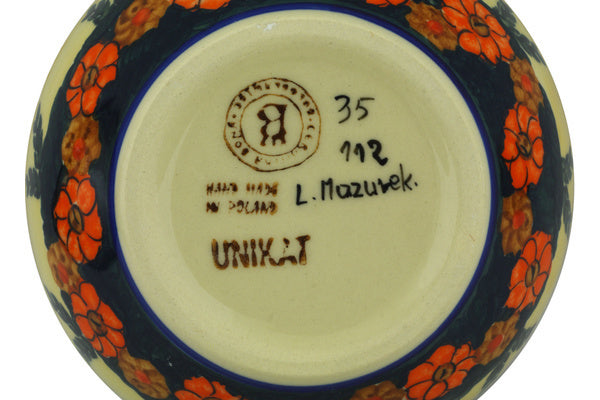 35
112
HAND MADE
IN POLAND
L. Mazurek.
UNIKAT